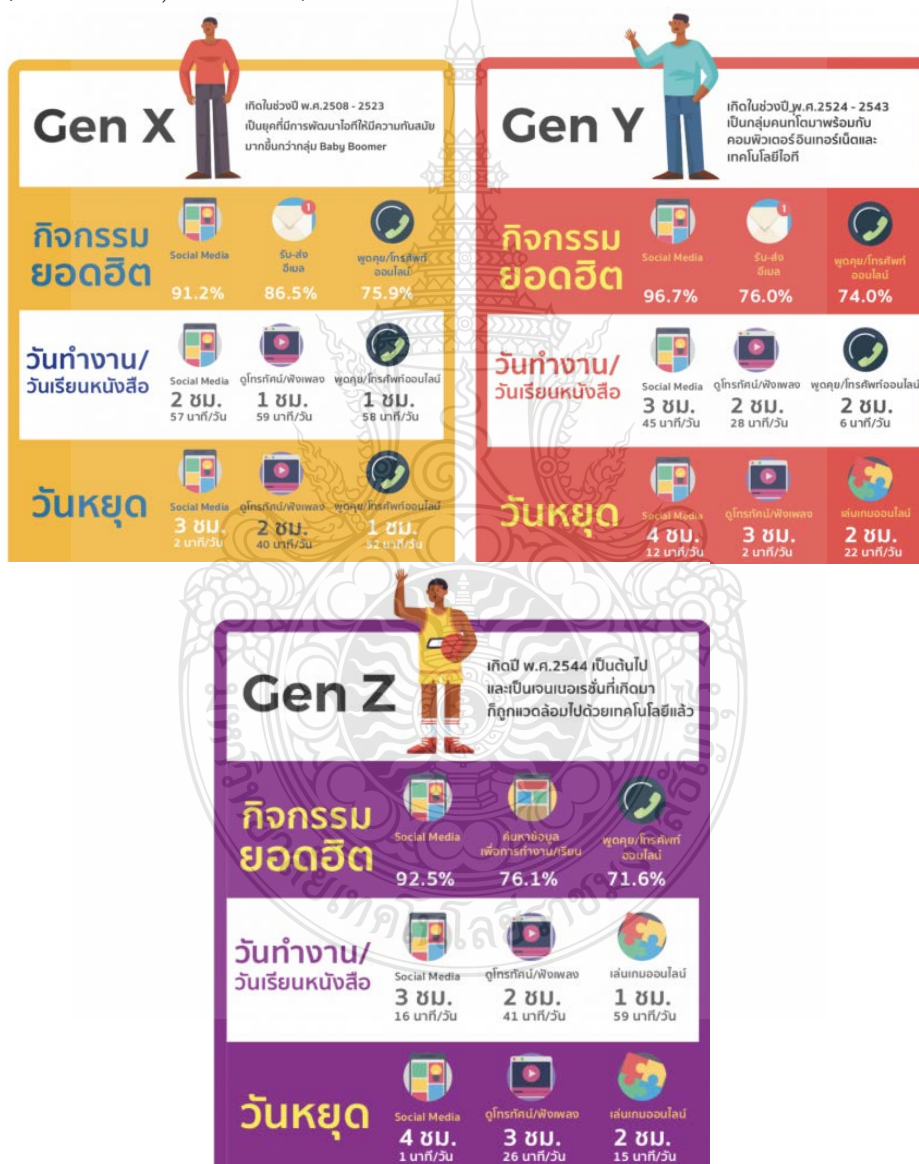 Gen X
เกิดในช่วงปี พ.ศ.2508 - 2523
เป็นยุคที่มีการพัฒนาไอทีให้มีความทันสมัย
มากขึ้นกว่ากลุ่ม Baby Boomer
กิจกรรม
ยอดฮิต
Social Media
91.2%
รับ-ส่ง
อีเมล
86.5%
พูดคุย/โทรศัพท์
ออนไลน์
75.9%
วันทำงาน/
วันเรียนหนังสือ
Social Media
2 ชม.
57 นาที/วัน
ดูโทรทัศน์/ฟังเพลง
1 ชม.
59 นาที/วัน
พูดคุย/โทรศัพท์ออนไลน์
1 ชม.
58 นาที/วัน
วันหยุด
Social Media
3 ชม.
2 นาที/วัน
ดูโทรทัศน์/ฟังเพลง
2 ชม.
40 นาที/วัน
พูดคุย/โทรศัพท์ออนไลน์
1 ชม.
52 นาที/วัน
Gen Y
เกิดในช่วงปี พ.ศ.2524 - 2543
เป็นกลุ่มคนที่โตมาพร้อมกับ
คอมพิวเตอร์อินเทอร์เน็ตและ
เทคโนโลยีไอที
กิจกรรม
ยอดฮิต
Social Media
96.7%
รับ-ส่ง
อีเมล
76.0%
พูดคุย/โทรศัพท์
ออนไลน์
74.0%
วันทำงาน/
วันเรียนหนังสือ
Social Media
3 ชม.
45 นาที/วัน
ดูโทรทัศน์/ฟังเพลง
2 ชม.
28 นาที/วัน
พูดคุย/โทรศัพท์ออนไลน์
2 ชม.
6 นาที/วัน
วันหยุด
Social Media
4 ชม.
12 นาที/วัน
ดูโทรทัศน์/ฟังเพลง
3 ชม.
2 นาที/วัน
เล่นเกมออนไลน์
2 ชม.
22 นาที/วัน
Gen Z
เกิดปี พ.ศ.2544 เป็นต้นไป
และเป็นเจนเนอเรชั่นที่เกิดมา
ก็ถูกแวดล้อมไปด้วยเทคโนโลยีแล้ว
กิจกรรม
ยอดฮิต
Social Media
92.5%
ค้นหาข้อมูล
เพื่อการทำงาน/เรียน
76.1%
พูดคุย/โทรศัพท์
ออนไลน์
71.6%
วันทำงาน/
วันเรียนหนังสือ
Social Media
3 ชม.
16 นาที/วัน
ดูโทรทัศน์/ฟังเพลง
2 ชม.
41 นาที/วัน
เล่นเกมออนไลน์
1 ชม.
59 นาที/วัน
วันหยุด
Social Media
4 ชม.
1 นาที/วัน
ดูโทรทัศน์/ฟังเพลง
3 ชม.
26 นาที/วัน
เล่นเกมออนไลน์
2 ชม.
15 นาที/วัน